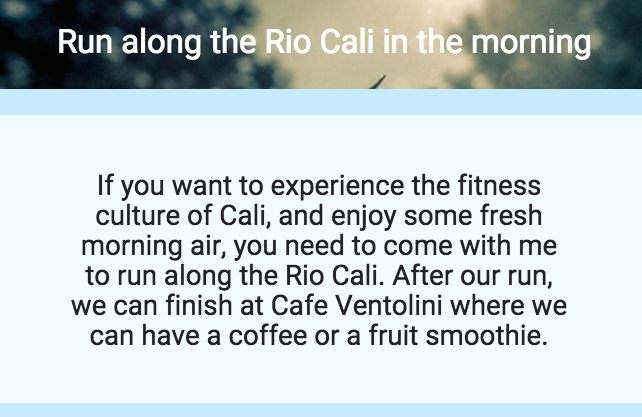 Run along the Rio Cali in the morning
If you want to experience the fitness
culture of Cali, and enjoy some fresh
morning air, you need to come with me
to run along the Rio Cali. After our run,
we can finish at Cafe Ventolini where we
can have a coffee or a fruit smoothie.